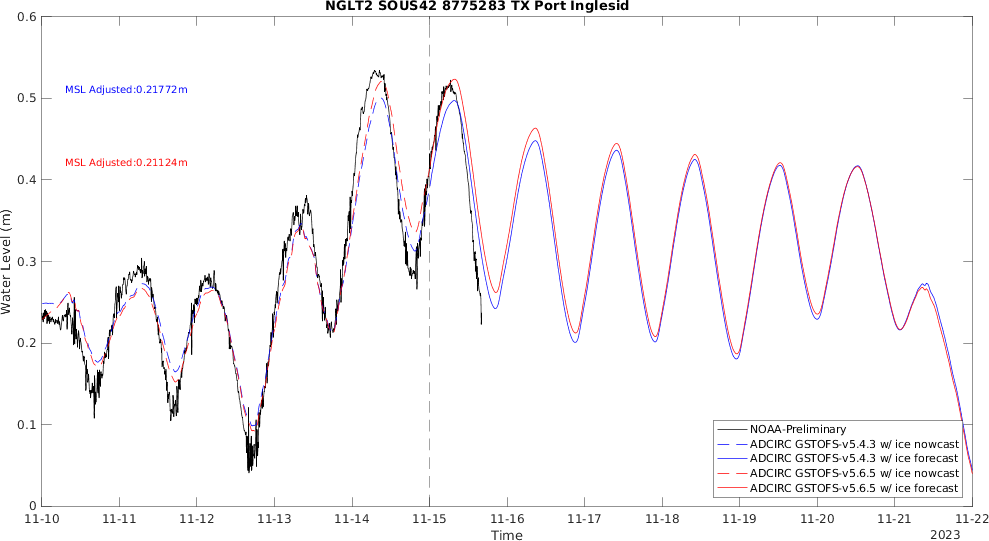 NGLT2 SOUS42 8775283 TX Port Inglesid
0.6
0.5
0.4
0.3
0.2
0.1
0
Water Level (m)
MSL Adjusted:0.21772m
MSL Adjusted:0.21124m
NOAA-Preliminary
ADCIRC GSTOFS-v5.4.3 w/ ice nowcast
ADCIRC GSTOFS-v5.4.3 w/ ice forecast
ADCIRC GSTOFS-v5.6.5 w/ ice nowcast
ADCIRC GSTOFS-v5.6.5 w/ ice forecast
11-10 11-11 11-12 11-13 11-14 11-15 11-16 11-17 11-18 11-19 11-20 11-21 11-22
Time
2023